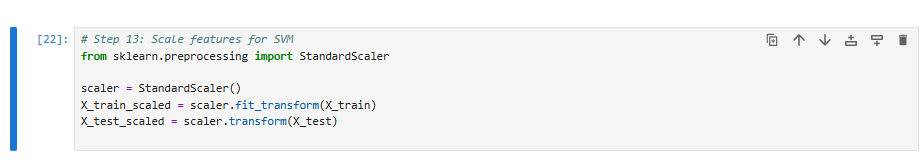 [22]: # Step 13: Scale features for SVM
from sklearn.preprocessing import StandardScaler
scaler = StandardScaler()
X_train_scaled = scaler.fit_transform(X_train)
X_test_scaled = scaler.transform(X_test)